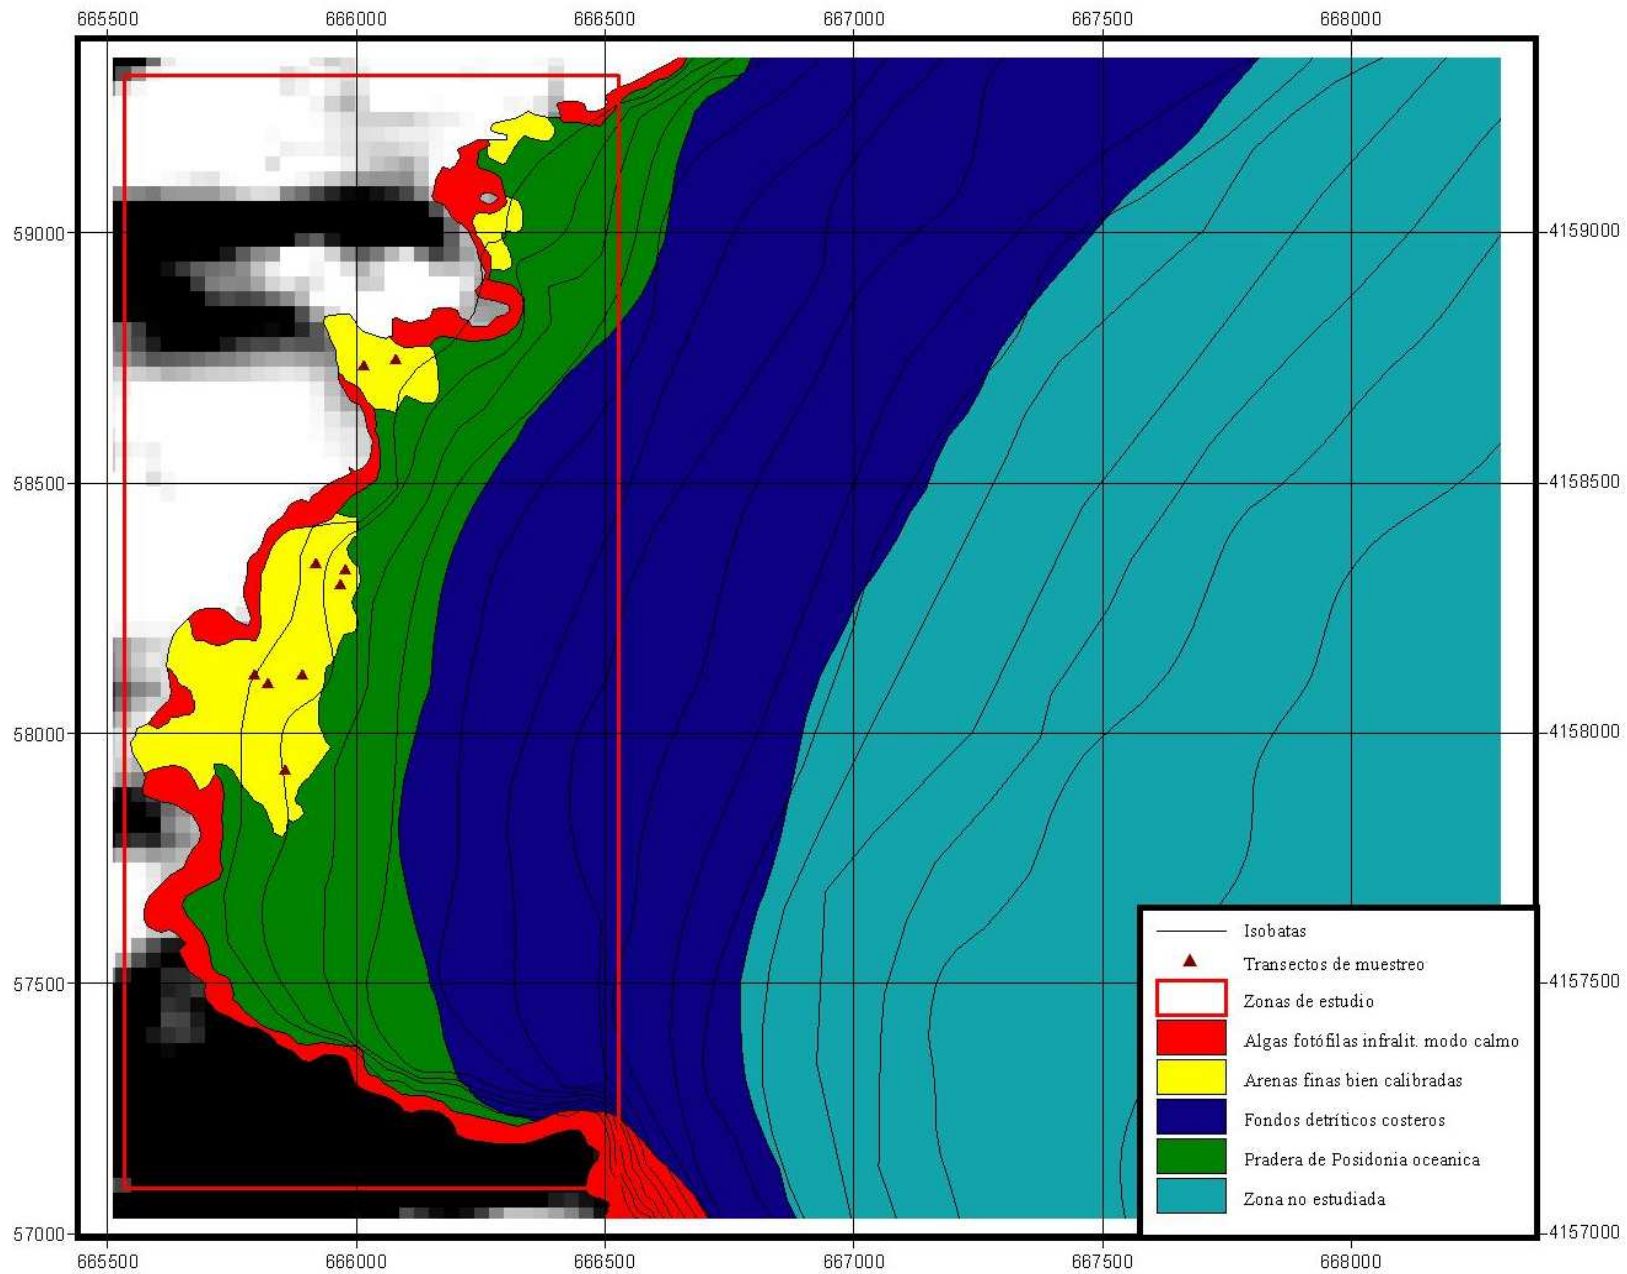 665500 666000 666500 667000 667500 668000
59000 4159000
58500 4158500
58000 4158000
57500 4157500
57000 4157000
Isobatas
Transectos de muestreo
Zonas de estudio
Algas fotófilas infralit. modo calmo
Arenas finas bien calibradas
Fondos detríticos costeros
Pradera de Posidonia oceanica
Zona no estudiada
665500 666000 666500 667000 667500 668000